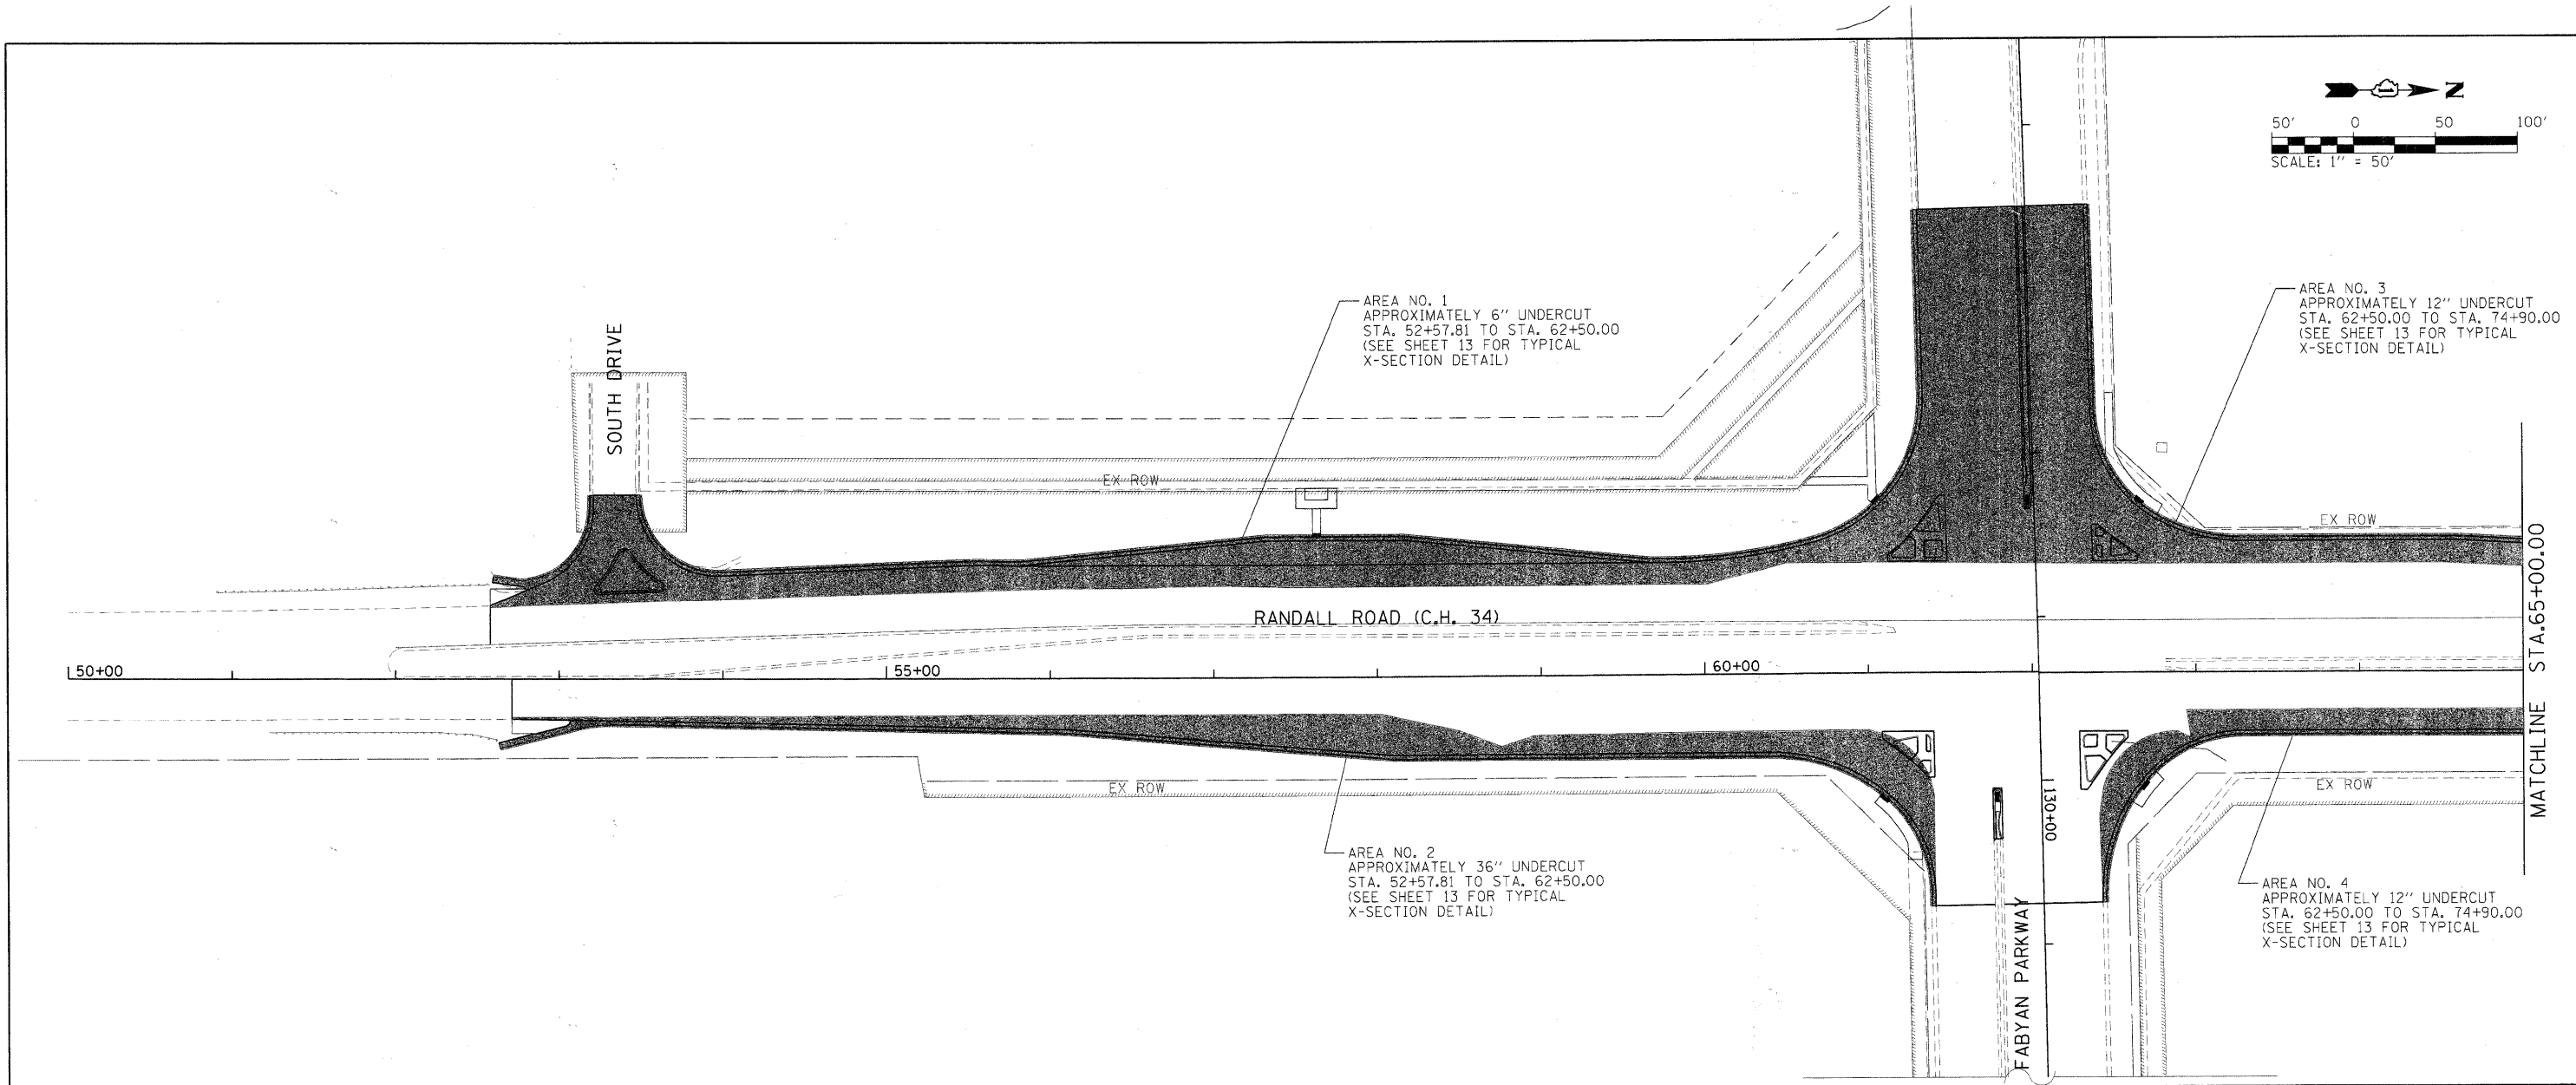 N
50' 0 50 100'
SCALE: 1" = 50'
AREA NO. 1
APPROXIMATELY 6" UNDERCUT
STA. 52+57.81 TO STA. 62+50.00
(SEE SHEET 13 FOR TYPICAL
X-SECTION DETAIL)
AREA NO. 3
APPROXIMATELY 12" UNDERCUT
STA. 62+50.00 TO STA. 74+90.00
(SEE SHEET 13 FOR TYPICAL
X-SECTION DETAIL)
SOUTH DRIVE
EX ROW
EX ROW
RANDALL ROAD (C.H. 34)
50+00
55+00
60+00
MATCHLINE STA.65+00.00
EX ROW
EX ROW
130+00
AREA NO. 2
APPROXIMATELY 36" UNDERCUT
STA. 52+57.81 TO STA. 62+50.00
(SEE SHEET 13 FOR TYPICAL
X-SECTION DETAIL)
AREA NO. 4
APPROXIMATELY 12" UNDERCUT
STA. 62+50.00 TO STA. 74+90.00
(SEE SHEET 13 FOR TYPICAL
X-SECTION DETAIL)
FABYAN PARKWAY